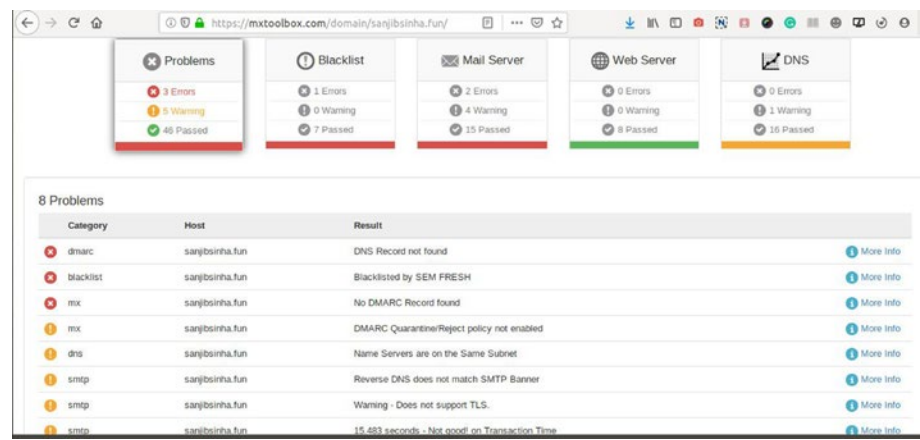 https://mxtoolbox.com/domain/sanjibsinha.fun/
Problems
3 Errors
5 Warning
46 Passed
Blacklist
1 Errors
0 Warning
7 Passed
Mail Server
2 Errors
4 Warning
15 Passed
Web Server
0 Errors
0 Warning
8 Passed
DNS
0 Errors
1 Warning
16 Passed
8 Problems
Category Host Result
dmarc sanjibsinha.fun DNS Record not found More Info
blacklist sanjibsinha.fun Blacklisted by SEM FRESH More Info
mx sanjibsinha.fun No DMARC Record found More Info
mx sanjibsinha.fun DMARC Quarantine/Reject policy not enabled More Info
dns sanjibsinha.fun Name Servers are on the Same Subnet More Info
smtp sanjibsinha.fun Reverse DNS does not match SMTP Banner More Info
smtp sanjibsinha.fun Warning - Does not support TLS. More Info
smtp sanjibsinha.fun 15.483 seconds - Not good! on Transaction Time More Info